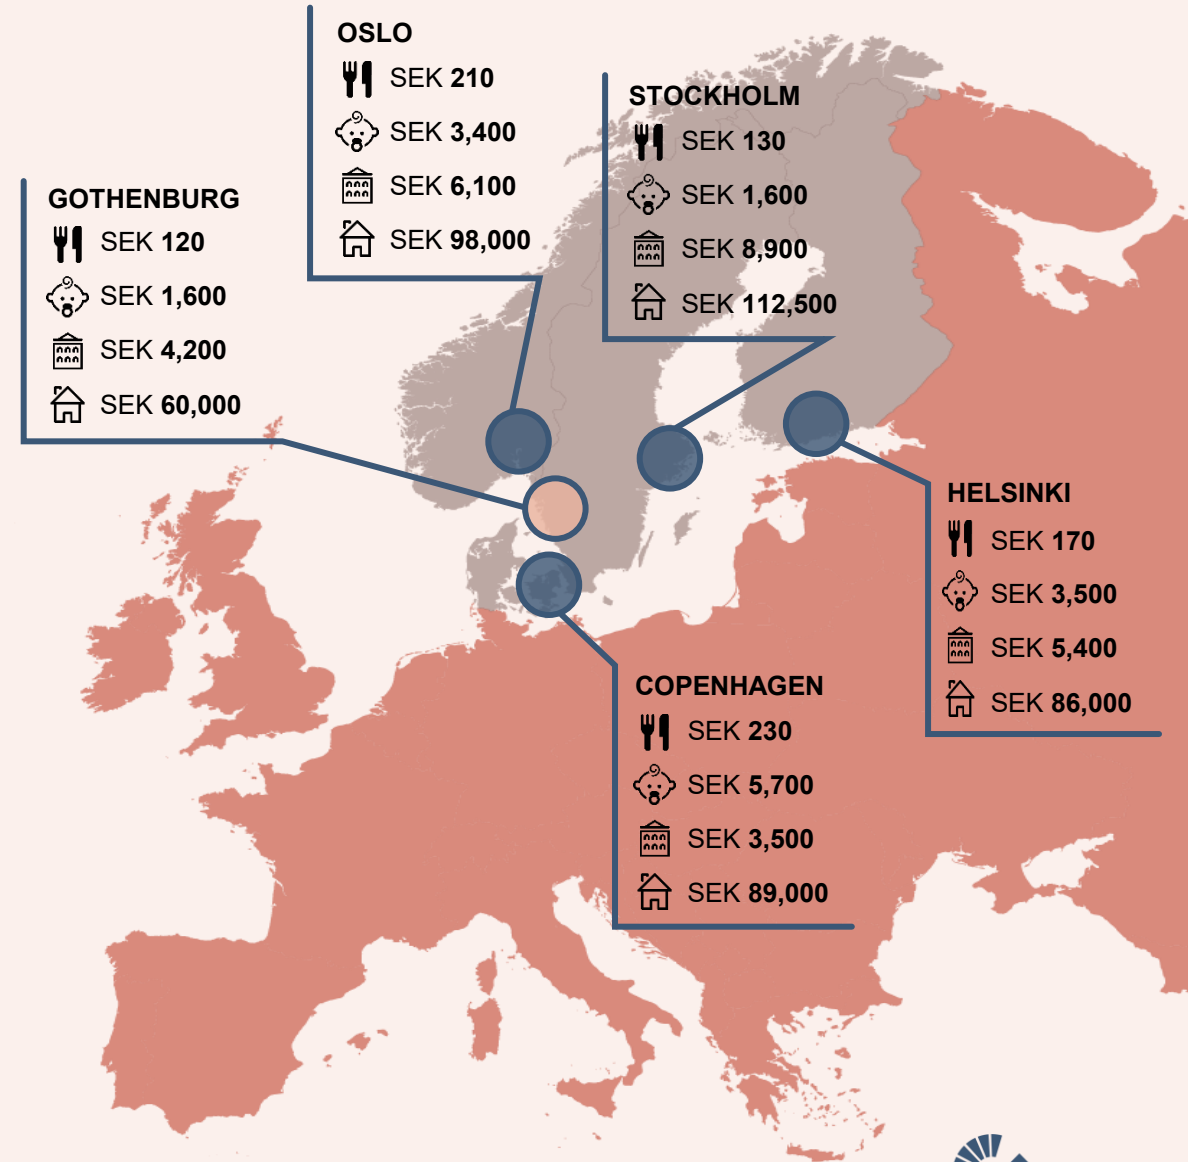 OSLO
SEK 210
SEK 3,400
SEK 6,100
SEK 98,000
STOCKHOLM
SEK 130
SEK 1,600
SEK 8,900
SEK 112,500
GOTHENBURG
SEK 120
SEK 1,600
SEK 4,200
SEK 60,000
HELSINKI
SEK 170
SEK 3,500
SEK 5,400
SEK 86,000
COPENHAGEN
SEK 230
SEK 5,700
SEK 3,500
SEK 89,000